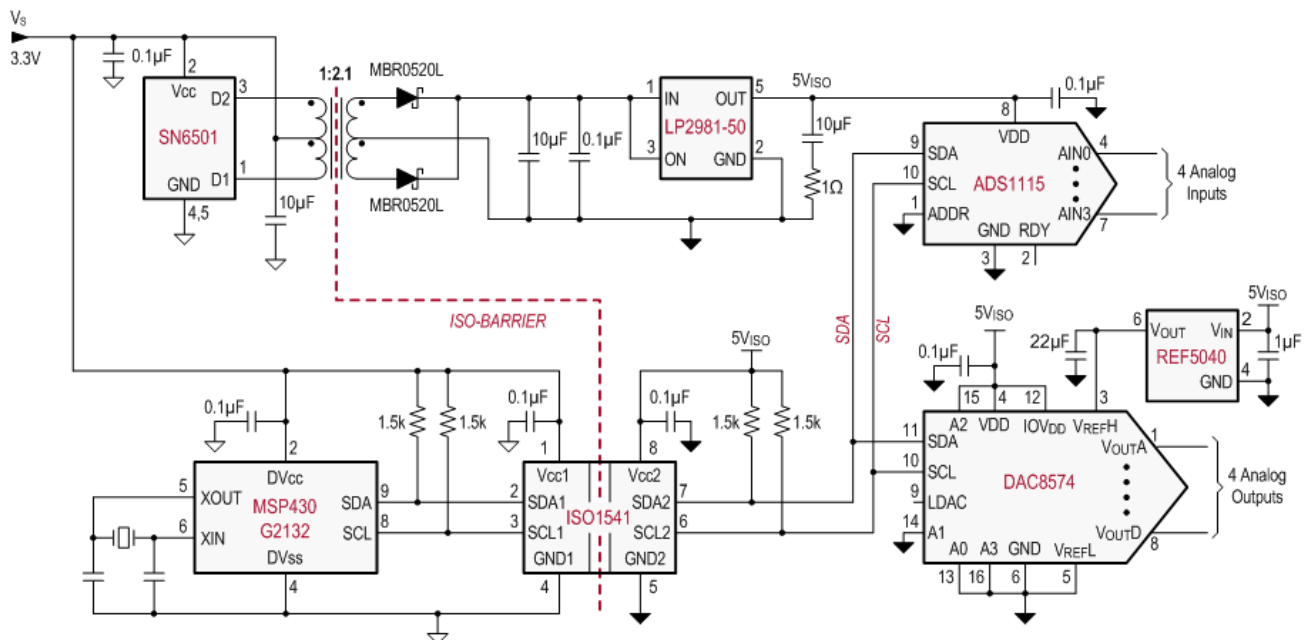 VS
3.3V
0.1µF
2
Vcc
D2
3
SN6501
D1
1
GND
4,5
10µF
1:2.1
MBR0520L
MBR0520L
10µF
0.1µF
1
IN
OUT
5
LP2981-50
3
ON
GND
2
5VISO
10µF
1Ω
0.1µF
8
VDD
9
SDA
AIN0
4
10
SCL
ADS1115
1
ADDR
AIN3
7
GND
RDY
3
2
4 Analog
Inputs
ISO-BARRIER
SDA
SCL
5VISO
0.1µF
1.5k
1.5k
0.1µF
0.1µF
5VISO
1.5k
1.5k
2
DVcc
5
XOUT
MSP430
G2132
SDA
9
6
XIN
SCL
8
DVss
4
1
8
Vcc1
Vcc2
2
SDA1
SDA2
7
ISO1541
3
SCL1
SCL2
6
GND1
GND2
4
5
5VISO
0.1µF
22µF
6
VOUT
VIN
2
REF5040
1µF
GND
4
15
4
12
3
A2
VDD
IOVDD
VREFH
11
SDA
VOUTA
1
10
SCL
DAC8574
9
LDAC
14
A1
VOUTD
8
A0
A3
GND
VREFL
13
16
6
5
4 Analog
Outputs